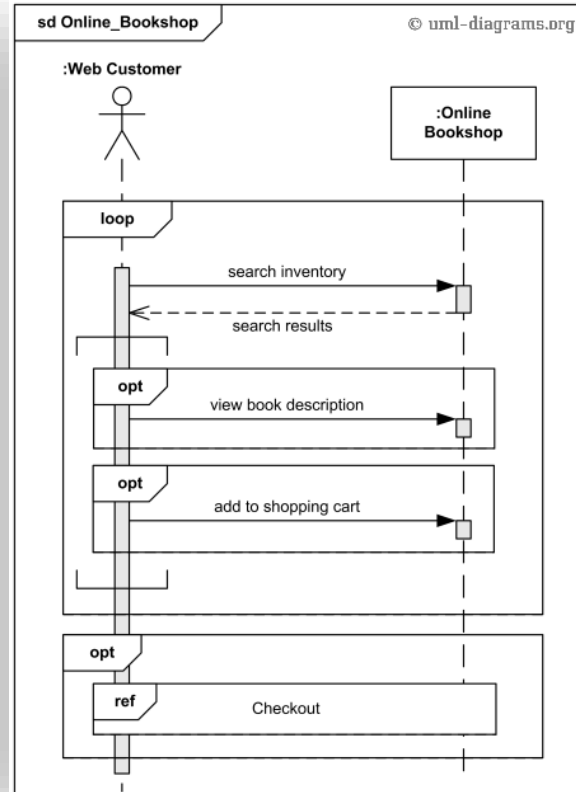 sd Online_Bookshop
© uml-diagrams.org
:Web Customer
:Online
Bookshop
loop
search inventory
search results
opt
view book description
opt
add to shopping cart
opt
ref
Checkout